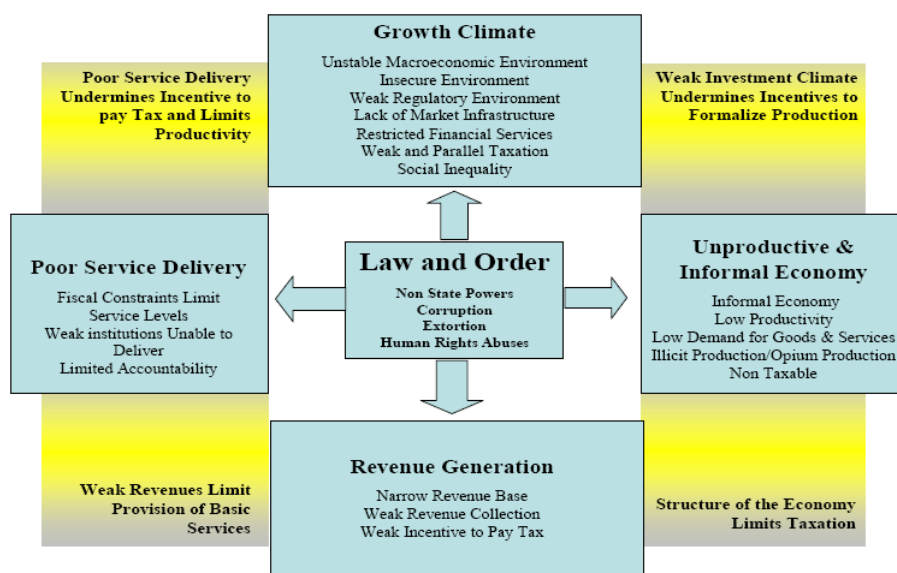 Growth Climate
Unstable Macroeconomic Environment
Insecure Environment
Weak Regulatory Environment
Lack of Market Infrastructure
Restricted Financial Services
Weak and Parallel Taxation
Social Inequality
Poor Service Delivery
Undermines Incentive to
pay Tax and Limits
Productivity
Weak Investment Climate
Undermines Incentives to
Formalize Production
Poor Service Delivery
Fiscal Constraints Limit
Service Levels
Weak institutions Unable to
Deliver
Limited Accountability
Law and Order
Non State Powers
Corruption
Extortion
Human Rights Abuses
Unproductive &
Informal Economy
Informal Economy
Low Productivity
Low Demand for Goods & Services
Illicit Production/Opium Production
Non Taxable
Weak Revenues Limit
Provision of Basic
Services
Revenue Generation
Narrow Revenue Base
Weak Revenue Collection
Weak Incentive to Pay Tax
Structure of the Economy
Limits Taxation